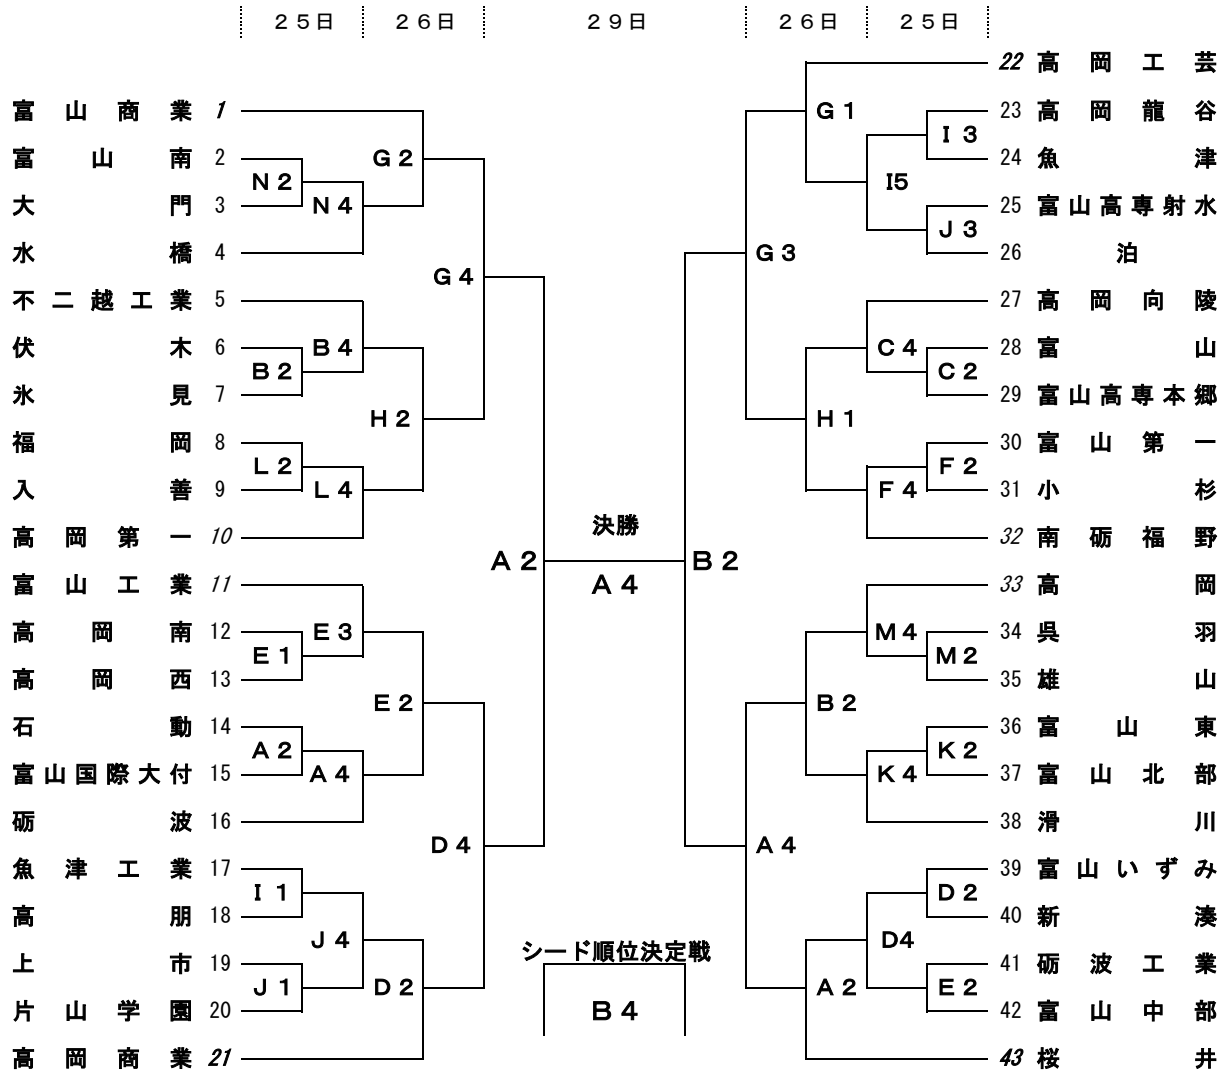 25日 26日 29日 26日 25日
22 高岡工芸
富山商業 1 G1 23 高岡龍谷
I3
富山南 2 G2 24 魚津
N2 I5
大門 3 N4 25 富山高専射水
J3
水橋 4 G3 26 泊
G4
不二越工業 5 27 高岡向陵
伏木 6 B4 C4 28 富山
B2 C2
氷見 7 29 富山高専本郷
H2 H1
福岡 8 30 富山第一
L2 F2
入善 9 L4 F4 31 小杉
決勝
高岡第一 10 32 南砺福野
A2 B2
富山工業 11 A4 33 高岡
高岡南 12 E3 M4 34 呉羽
E1 M2
高岡西 13 35 雄山
E2 B2
石動 14 36 富山東
A2 K2
富山国際大付 15 A4 K4 37 富山北部
砺波 16 38 滑川
D4 A4
魚津工業 17 39 富山いずみ
I1 D2
高朋 18 40 新湊
J4 D4
シード順位決定戦
上市 19 41 砺波工業
J1 D2 A2 E2
片山学園 20 B4 42 富山中部
高岡商業 21 43 桜井